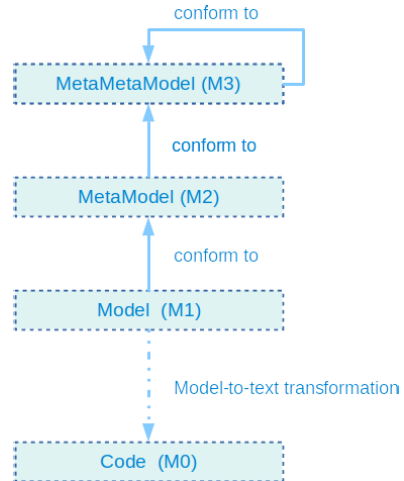 conform to
MetaMetaModel (M3)
conform to
MetaModel (M2)
conform to
Model (M1)
Model-to-text transformation
Code (M0)